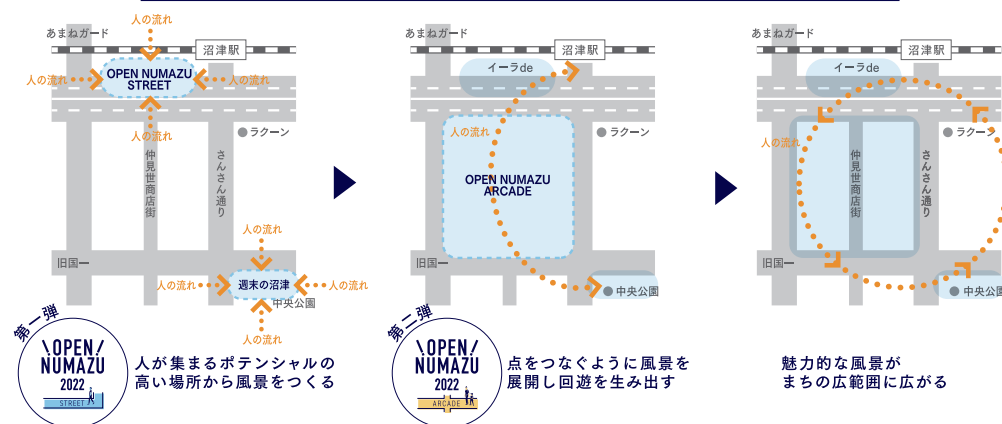 人の流れ
あまねガード
沼津駅
人の流れ
OPEN NUMAZU
STREET
人の流れ
人の流れ
ラクーン
仲見世商店街
さんさん通り
人の流れ
旧国一
人の流れ
週末の沼津
人の流れ
中央公園
人の流れ
第一弾
OPEN
NUMAZU
2022
STREET
人が集まるポテンシャルの
高い場所から風景をつくる
あまねガード
沼津駅
イーラde
人の流れ
ラクーン
OPEN NUMAZU
ARCADE
旧国一
中央公園
第二弾
OPEN
NUMAZU
2022
ARCADE
点をつなぐように風景を
展開し回遊を生み出す
あまねガード
沼津駅
イーラde
人の流れ
ラクーン
仲見世商店街
さんさん通り
旧国一
中央公園
魅力的な風景が
まちの広範囲に広がる